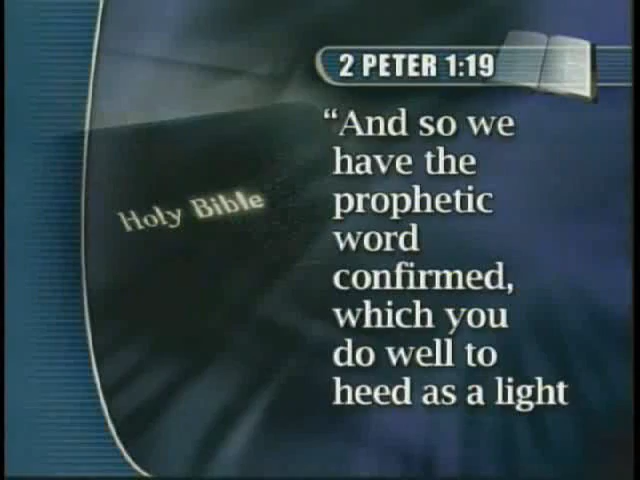 2 PETER 1:19
Holy Bible
“And so we
have the
prophetic
word
confirmed,
which you
do well to
heed as a light